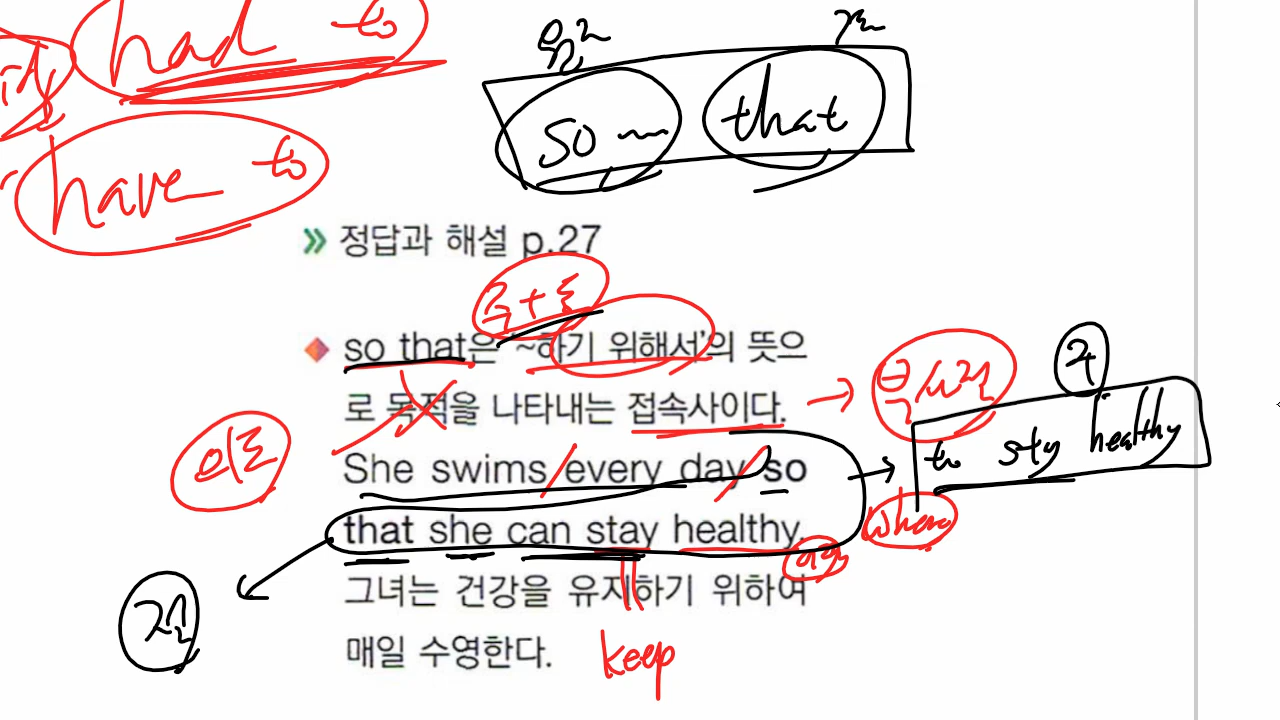 had to
have to
so that
정답과 해설 p.27
주+동
so that은 '~하기 위해서'의 뜻으
로 목적을 나타내는 접속사이다.
의도
She swims every day so
to stay healthy
that she can stay healthy.
when
그녀는 건강을 유지하기 위하여
매일 수영한다.
절
구
keep